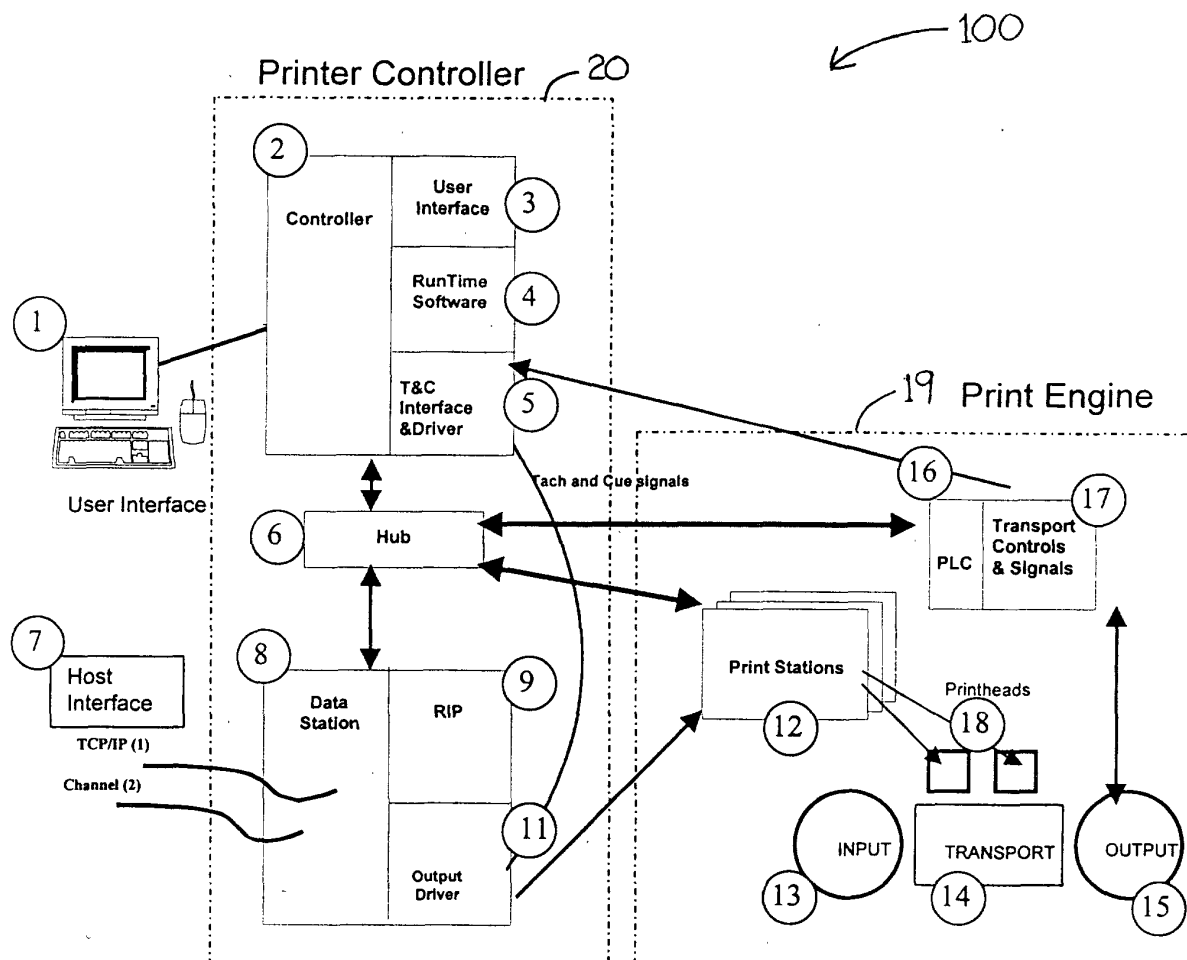 100
Printer Controller
20
2
Controller
User
Interface
3
RunTime
Software
4
T&C
Interface
&Driver
5
1
User Interface
Tach and Cue signals
6
Hub
7
Host
Interface
TCP/IP (1)
Channel (2)
8
Data
Station
RIP
9
Output
Driver
11
19
Print Engine
16
PLC
Transport
Controls
& Signals
17
Print Stations
12
Printheads
18
INPUT
13
TRANSPORT
14
OUTPUT
15